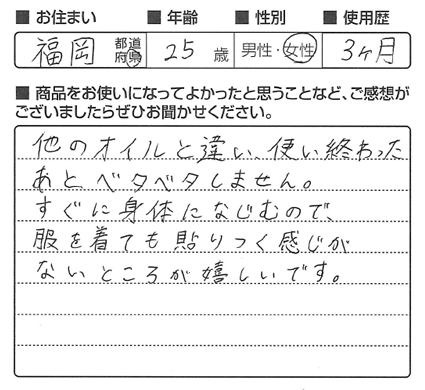 ■ お住まい ■ 年齢 ■ 性別 ■ 使用歴
福岡 都道府県 25 歳 男性・女性 3ヶ月
■ 商品をお使いになってよかったと思うことなど、ご感想が
ございましたらぜひお聞かせください。
他のオイルと違い、使い終わった
あとベタベタしません。
すぐに身体になじむので、
服を着ても貼りつく感じが
ないところが嬉しいです。